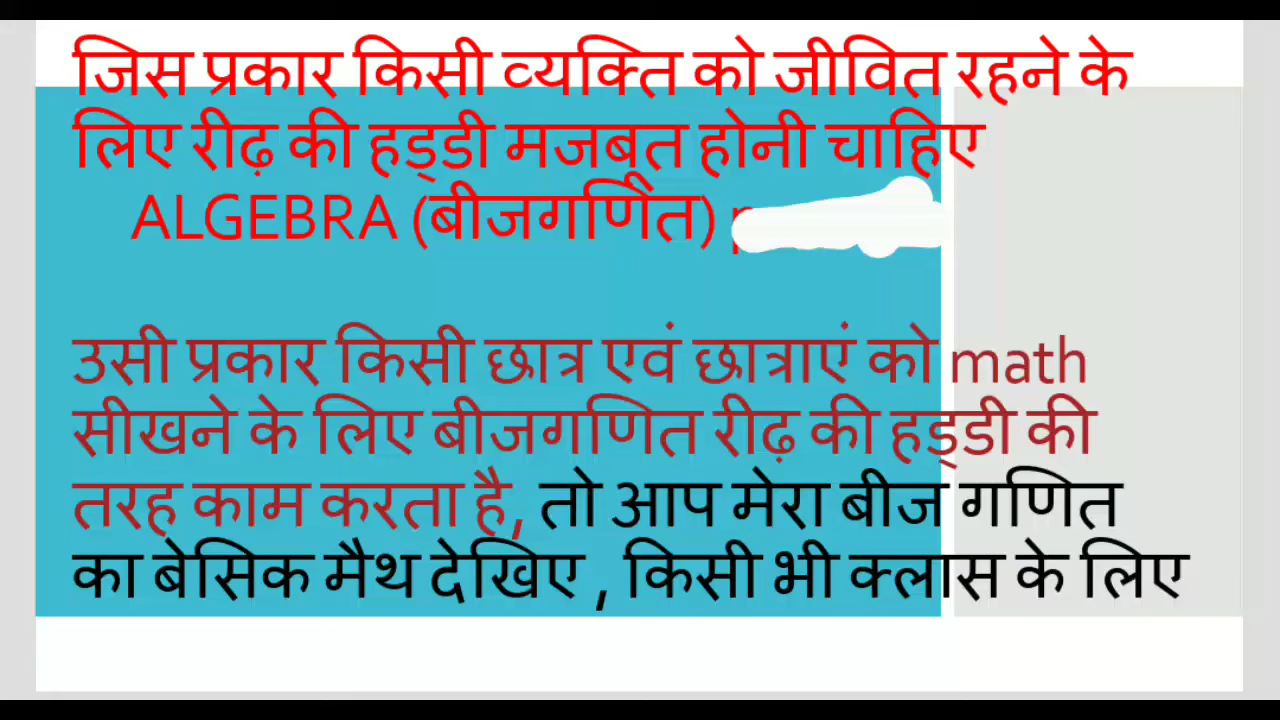 जिस प्रकार किसी व्यक्ति को जीवित रहने के
लिए रीढ़ की हड्डी मजबूत होनी चाहिए
ALGEBRA (बीजगणित)
उसी प्रकार किसी छात्र एवं छात्राएं को math
सीखने के लिए बीजगणित रीढ़ की हड्डी की
तरह काम करता है, तो आप मेरा बीज गणित
का बेसिक मैथ देखिए , किसी भी क्लास के लिए